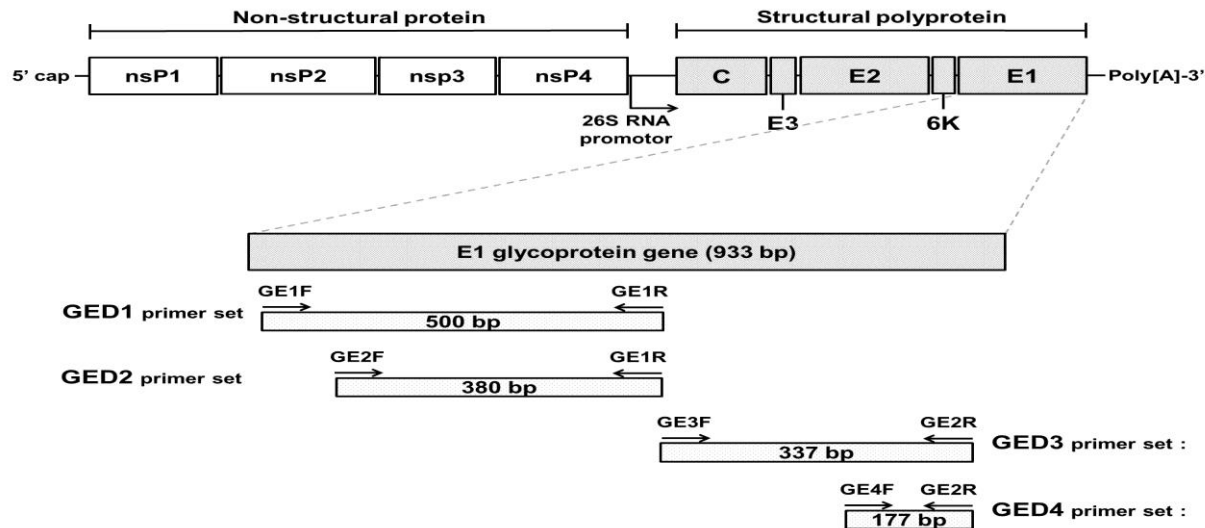 Non-structural protein
Structural polyprotein
5' cap
nsP1
nsP2
nsp3
nsP4
C
E2
E1
Poly[A]-3'
26S RNA
promotor
E3
6K
E1 glycoprotein gene (933 bp)
GE1F
GE1R
GED1 primer set
500 bp
GE2F
GE1R
GED2 primer set
380 bp
GE3F
GE2R
GED3 primer set :
337 bp
GE4F
GE2R
GED4 primer set :
177 bp